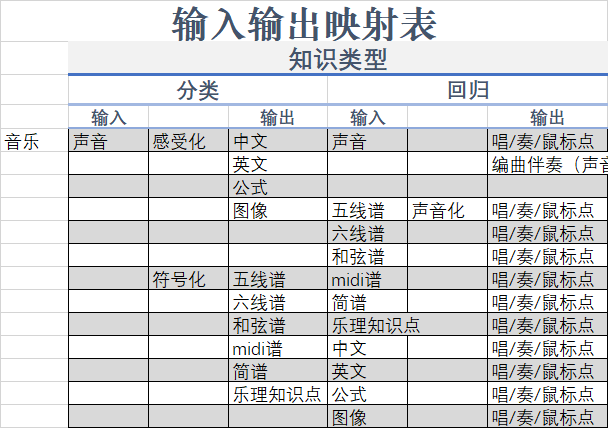 输入输出映射表
知识类型
分类 回归
输入 输出 输入 输出
音乐 声音 感受化 中文 声音 唱/奏/鼠标点
英文 编曲伴奏（声音
公式
图像 五线谱 声音化 唱/奏/鼠标点
六线谱 唱/奏/鼠标点
和弦谱 唱/奏/鼠标点
符号化 五线谱 midi谱 唱/奏/鼠标点
六线谱 简谱 唱/奏/鼠标点
和弦谱 乐理知识点 唱/奏/鼠标点
midi谱 中文 唱/奏/鼠标点
简谱 英文 唱/奏/鼠标点
乐理知识点 公式 唱/奏/鼠标点
图像 唱/奏/鼠标点